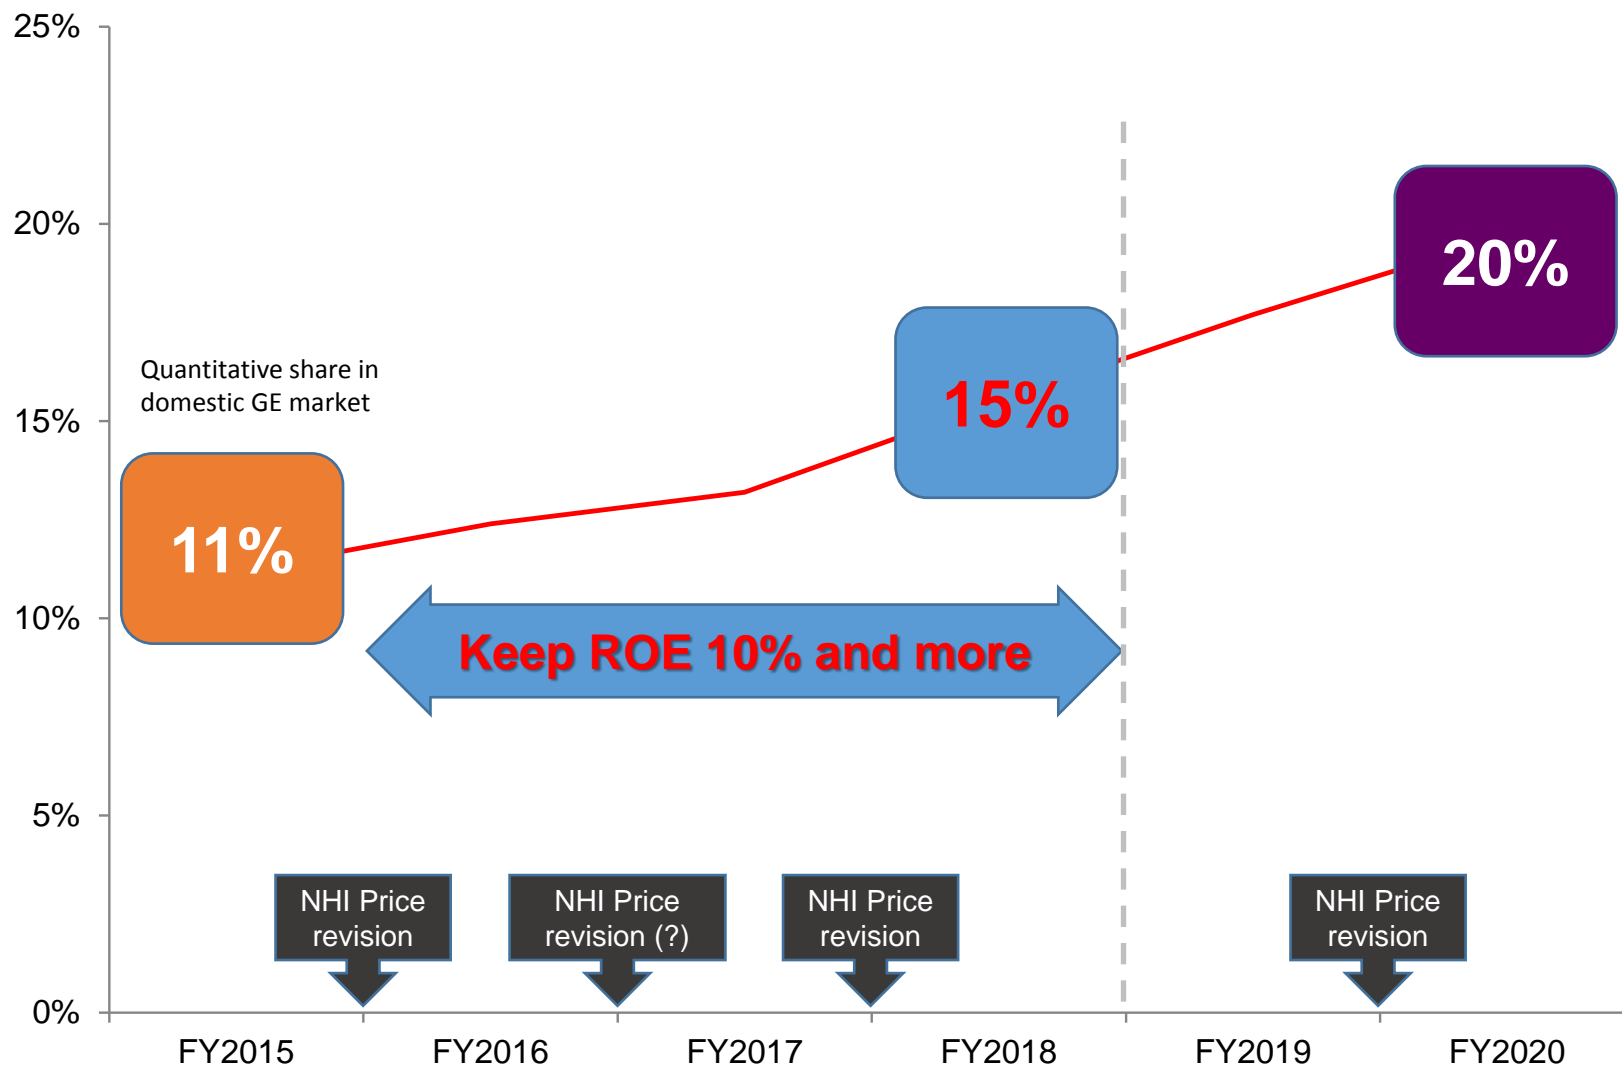 25%
20%
15%
10%
5%
0%
Quantitative share in
domestic GE market
11%
15%
20%
Keep ROE 10% and more
NHI Price
revision
NHI Price
revision (?)
NHI Price
revision
NHI Price
revision
FY2015
FY2016
FY2017
FY2018
FY2019
FY2020